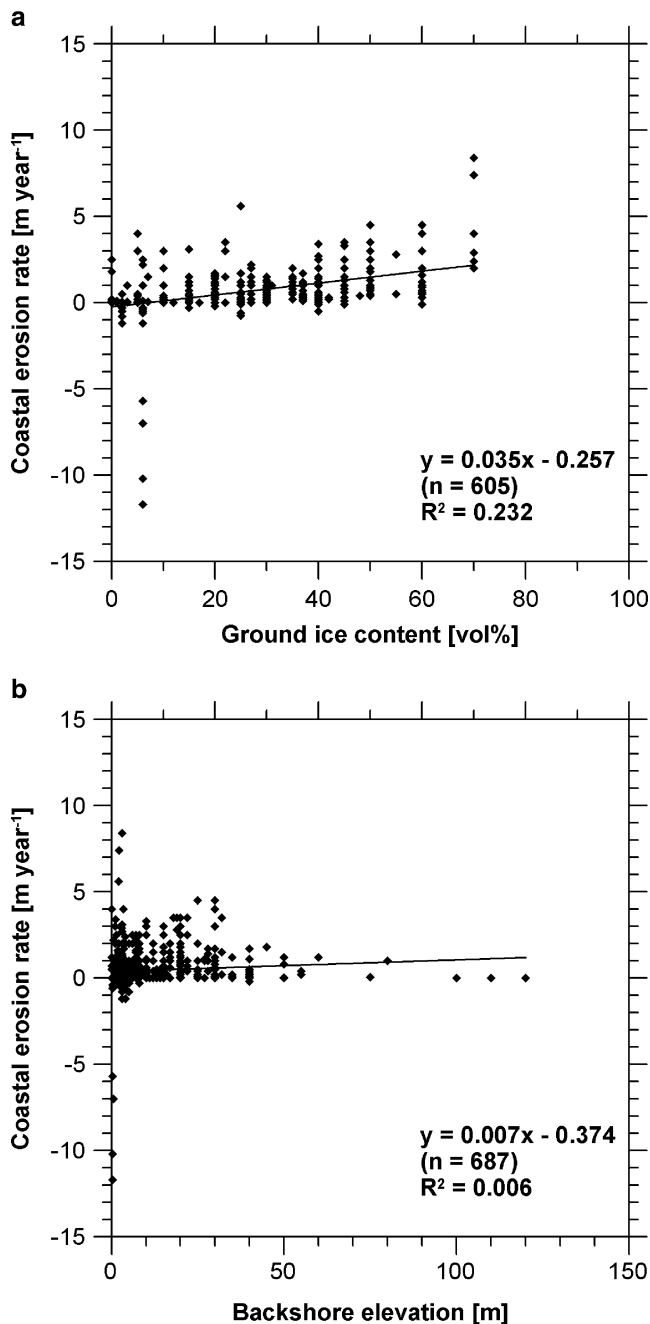 a
15
10
5
0
-5
-10
-15
Coastal erosion rate [m year⁻¹]
y = 0.035x - 0.257
(n = 605)
R² = 0.232
0 20 40 60 80 100
Ground ice content [vol%]
b
15
10
5
0
-5
-10
-15
Coastal erosion rate [m year⁻¹]
y = 0.007x - 0.374
(n = 687)
R² = 0.006
0 50 100 150
Backshore elevation [m]